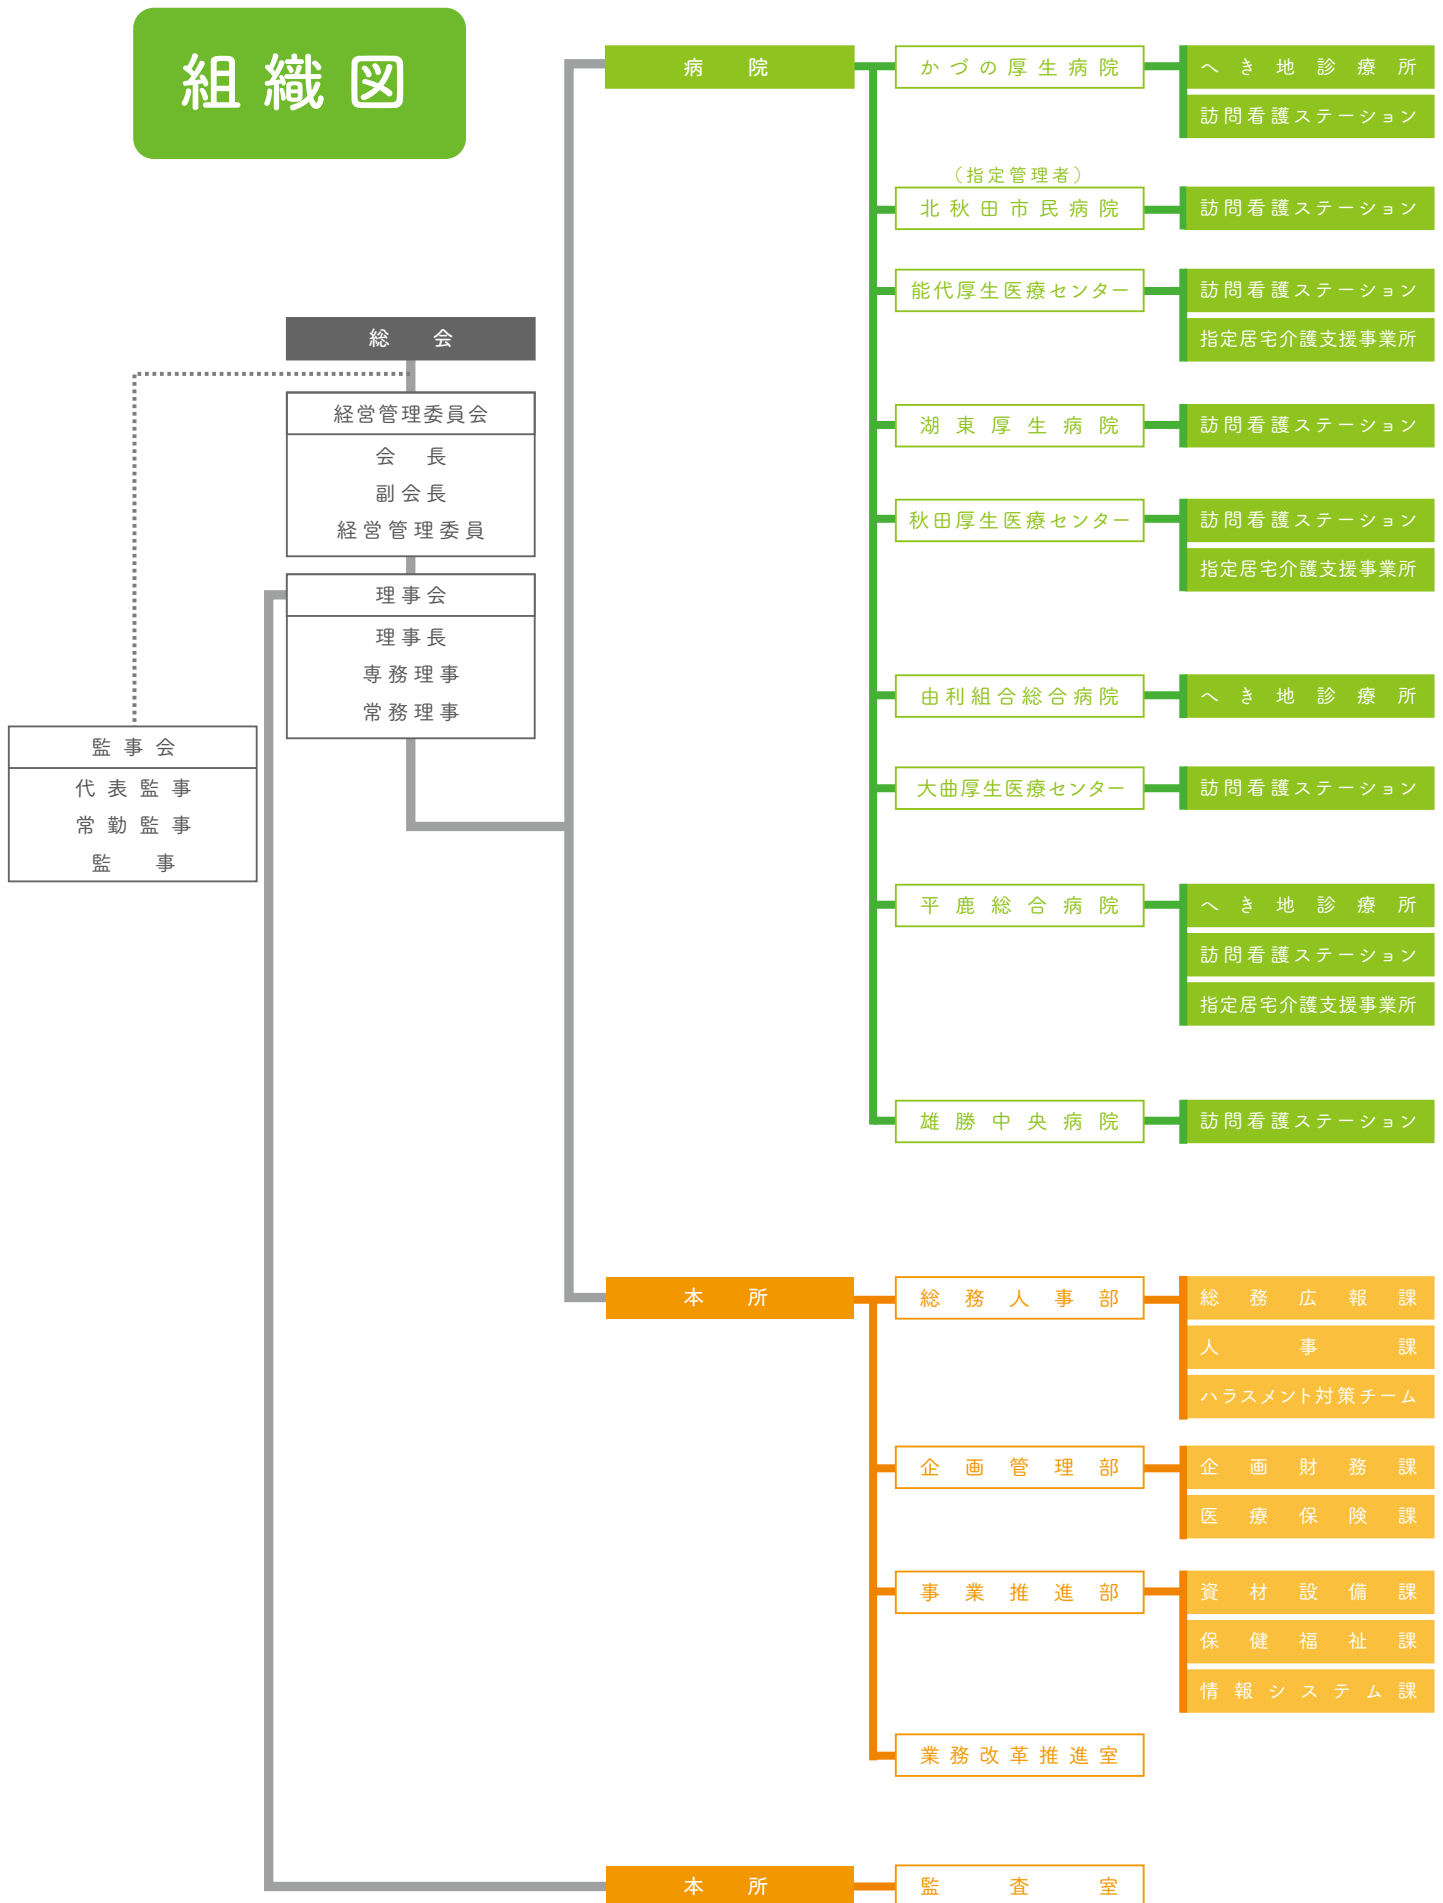 組織図
総会
経営管理委員会
会長
副会長
経営管理委員
理事会
理事長
専務理事
常務理事
監事会
代表監事
常勤監事
監事
病院
かづの厚生病院
へき地診療所
訪問看護ステーション
（指定管理者）
北秋田市民病院
訪問看護ステーション
能代厚生医療センター
訪問看護ステーション
指定居宅介護支援事業所
湖東厚生病院
訪問看護ステーション
秋田厚生医療センター
訪問看護ステーション
指定居宅介護支援事業所
由利組合総合病院
へき地診療所
大曲厚生医療センター
訪問看護ステーション
平鹿総合病院
へき地診療所
訪問看護ステーション
指定居宅介護支援事業所
雄勝中央病院
訪問看護ステーション
本所
総務人事部
総務広報課
人事課
ハラスメント対策チーム
企画管理部
企画財務課
医療保険課
事業推進部
資材設備課
保健福祉課
情報システム課
業務改革推進室
本所
監査室